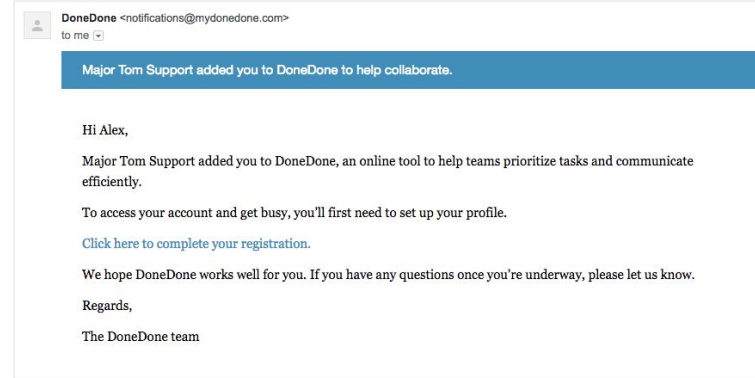 DoneDone <notifications@mydonedone.com>
to me
Major Tom Support added you to DoneDone to help collaborate.
Hi Alex,
Major Tom Support added you to DoneDone, an online tool to help teams prioritize tasks and communicate
efficiently.
To access your account and get busy, you'll first need to set up your profile.
Click here to complete your registration.
We hope DoneDone works well for you. If you have any questions once you're underway, please let us know.
Regards,
The DoneDone team